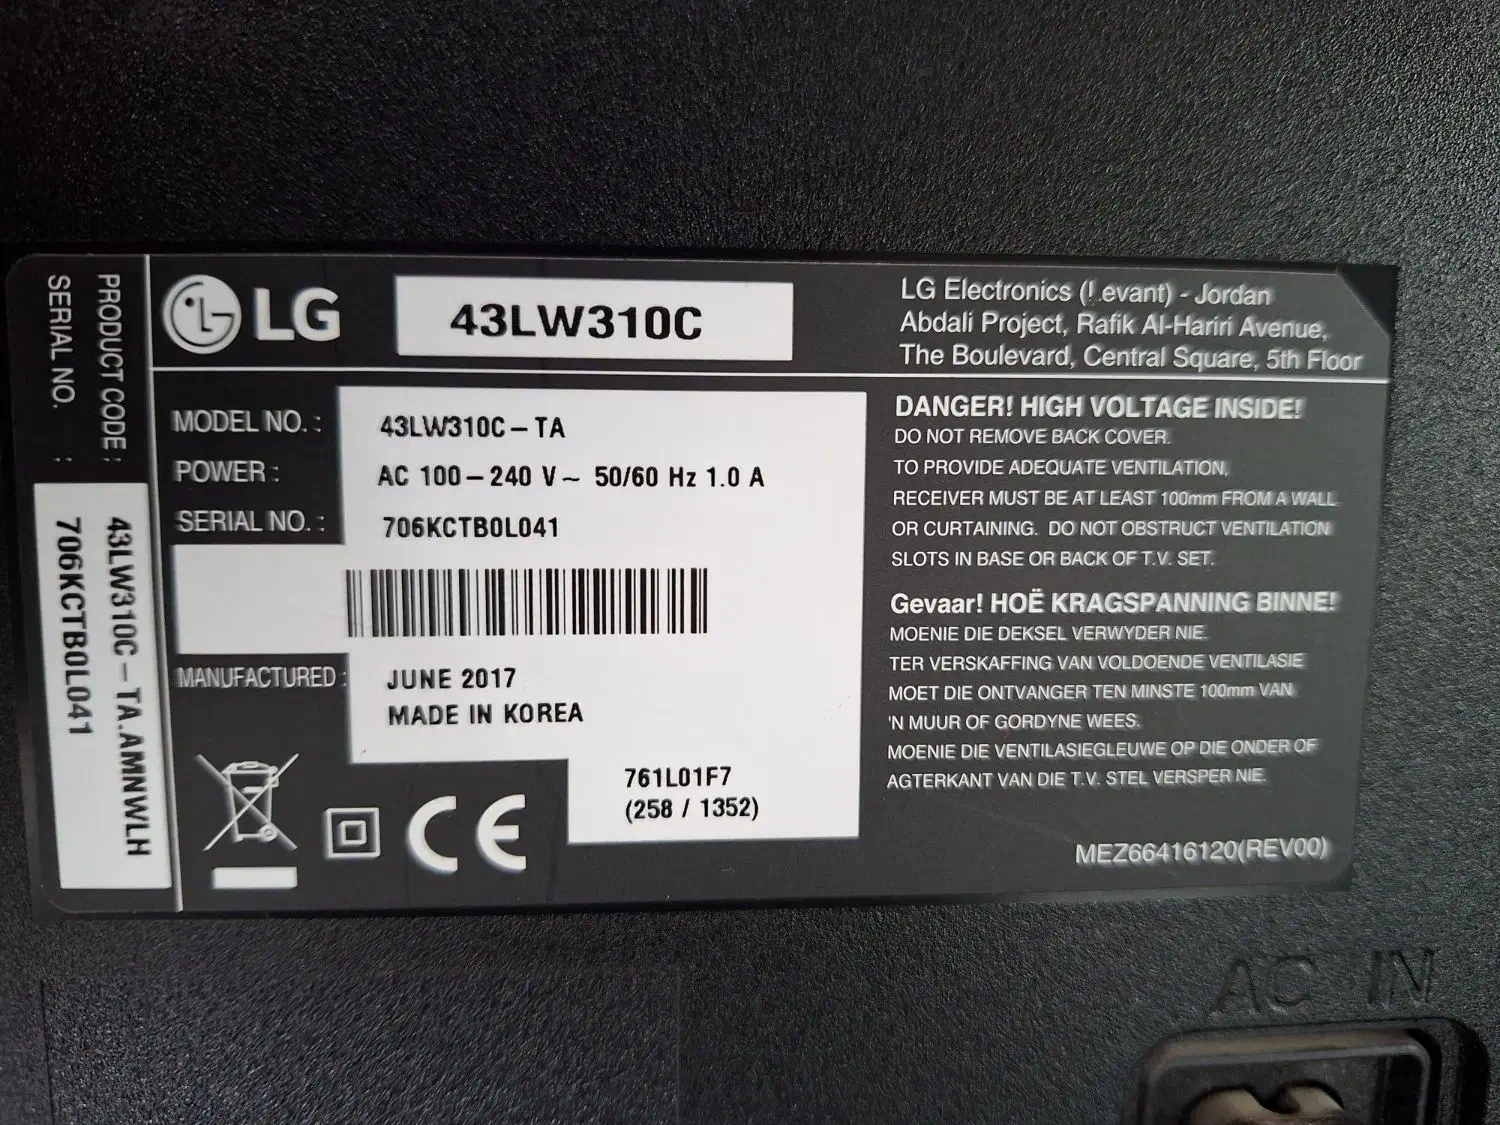 PRODUCT CODE : 43LW310C-TA.AMNWLH
SERIAL NO. : 706KCTB0L041
LG
43LW310C
LG Electronics (Levant) - Jordan
Abdali Project, Rafik Al-Hariri Avenue,
The Boulevard, Central Square, 5th Floor
MODEL NO. : 43LW310C-TA
POWER : AC 100-240 V~ 50/60 Hz 1.0 A
SERIAL NO. : 706KCTB0L041
MANUFACTURED : JUNE 2017
MADE IN KOREA
761L01F7
(258 / 1352)
CE
DANGER! HIGH VOLTAGE INSIDE!
DO NOT REMOVE BACK COVER.
TO PROVIDE ADEQUATE VENTILATION,
RECEIVER MUST BE AT LEAST 100mm FROM A WALL
OR CURTAINING. DO NOT OBSTRUCT VENTILATION
SLOTS IN BASE OR BACK OF T.V. SET.
Gevaar! HOË KRAGSPANNING BINNE!
MOENIE DIE DEKSEL VERWYDER NIE.
TER VERSKAFFING VAN VOLDOENDE VENTILASIE
MOET DIE ONTVANGER TEN MINSTE 100mm VAN
'N MUUR OF GORDYNE WEES.
MOENIE DIE VENTILASIEGLEUWE OP DIE ONDER OF
AGTERKANT VAN DIE T.V. STEL VERSPER NIE.
MEZ66416120(REV00)
AC IN